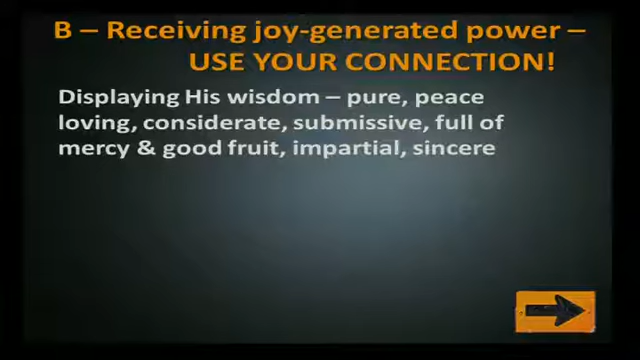 B – Receiving joy-generated power –
USE YOUR CONNECTION!
Displaying His wisdom – pure, peace
loving, considerate, submissive, full of
mercy & good fruit, impartial, sincere